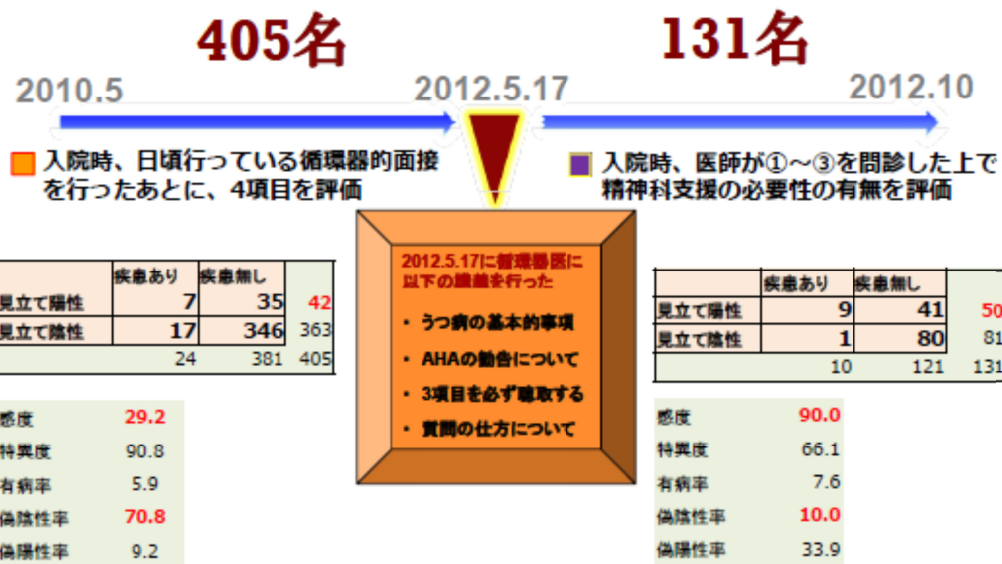 405名
131名
2010.5
2012.5.17
2012.10
入院時、日頃行っている循環器的面接
を行ったあとに、4項目を評価
入院時、医師が①～③を問診した上で
精神科支援の必要性の有無を評価
2012.5.17に循環器医に
以下の講義を行った
・ うつ病の基本的事項
・ AHAの勧告について
・ 3項目を必ず聴取する
・ 質問の仕方について
疾患あり 疾患無し
見立て陽性 7 35 42
見立て陰性 17 346 363
24 381 405
感度 29.2
特異度 90.8
有病率 5.9
偽陰性率 70.8
偽陽性率 9.2
疾患あり 疾患無し
見立て陽性 9 41 50
見立て陰性 1 80 81
10 121 131
感度 90.0
特異度 66.1
有病率 7.6
偽陰性率 10.0
偽陽性率 33.9